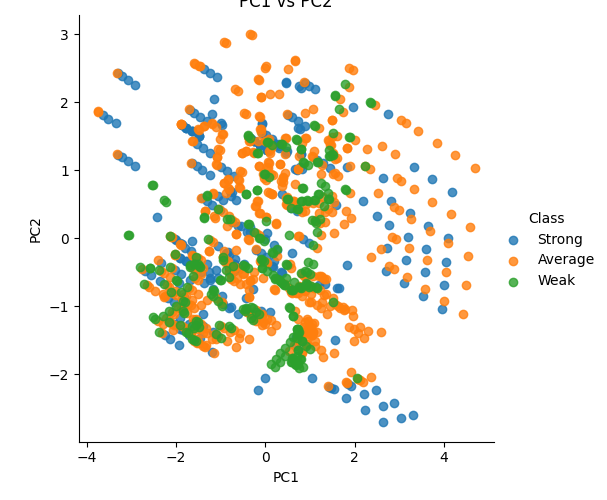 PC1 vs PC2
3
2
1
0
−1
−2
PC2
−4
−2
0
2
4
PC1
Class
Strong
Average
Weak